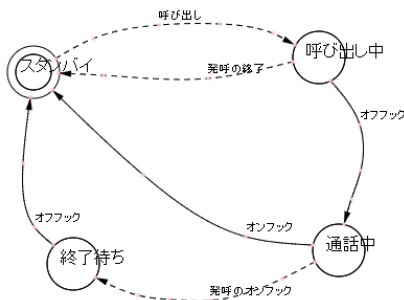 呼び出し
スタンバイ
呼び出し中
発呼の終了
オフフック
オフフック
オンフック
通話中
終了待ち
発呼のオンフック